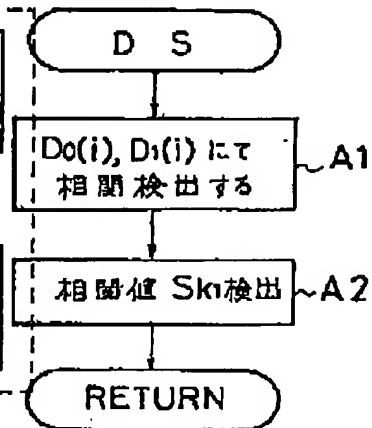 D S
D0(i), D1(i) にて
相関検出する
A1
相関値 Sk1検出
A2
RETURN